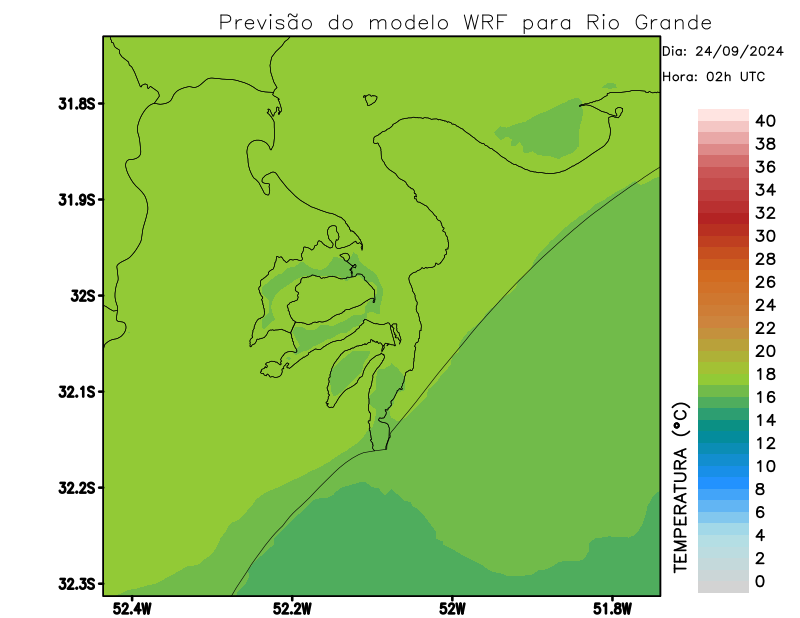 Previsão do modelo WRF para Rio Grande
Dia: 24/09/2024
Hora: 02h UTC
31.8S
31.9S
32S
32.1S
32.2S
32.3S
52.4W
52.2W
52W
51.8W
TEMPERATURA (°C)
40
38
36
34
32
30
28
26
24
22
20
18
16
14
12
10
8
6
4
2
0